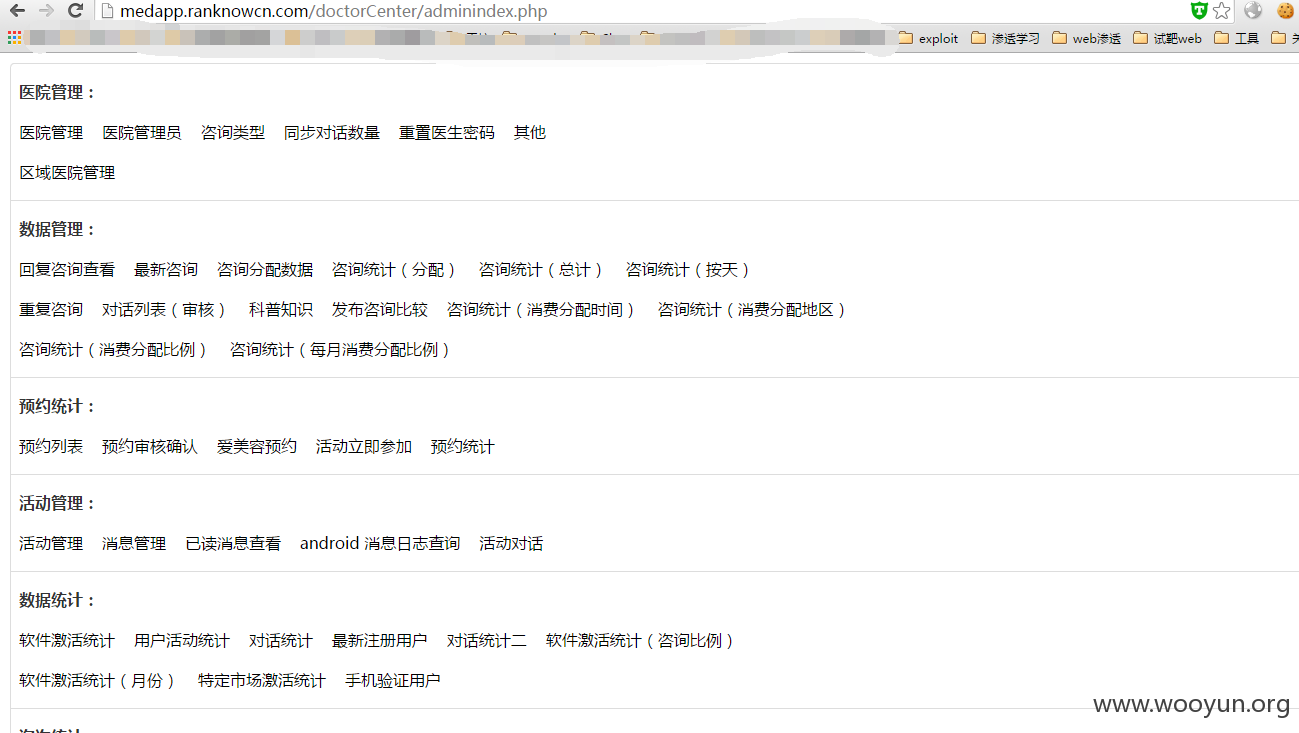 medapp.ranknowcn.com/doctorCenter/adminindex.php
exploit 渗透学习 web渗透 试靶web 工具
医院管理：
医院管理 医院管理员 咨询类型 同步对话数量 重置医生密码 其他
区域医院管理
数据管理：
回复咨询查看 最新咨询 咨询分配数据 咨询统计（分配） 咨询统计（总计） 咨询统计（按天）
重复咨询 对话列表（审核） 科普知识 发布咨询比较 咨询统计（消费分配时间） 咨询统计（消费分配地区）
咨询统计（消费分配比例） 咨询统计（每月消费分配比例）
预约统计：
预约列表 预约审核确认 爱美容预约 活动立即参加 预约统计
活动管理：
活动管理 消息管理 已读消息查看 android 消息日志查询 活动对话
数据统计：
软件激活统计 用户活动统计 对话统计 最新注册用户 对话统计二 软件激活统计（咨询比例）
软件激活统计（月份） 特定市场激活统计 手机验证用户
www.wooyun.org